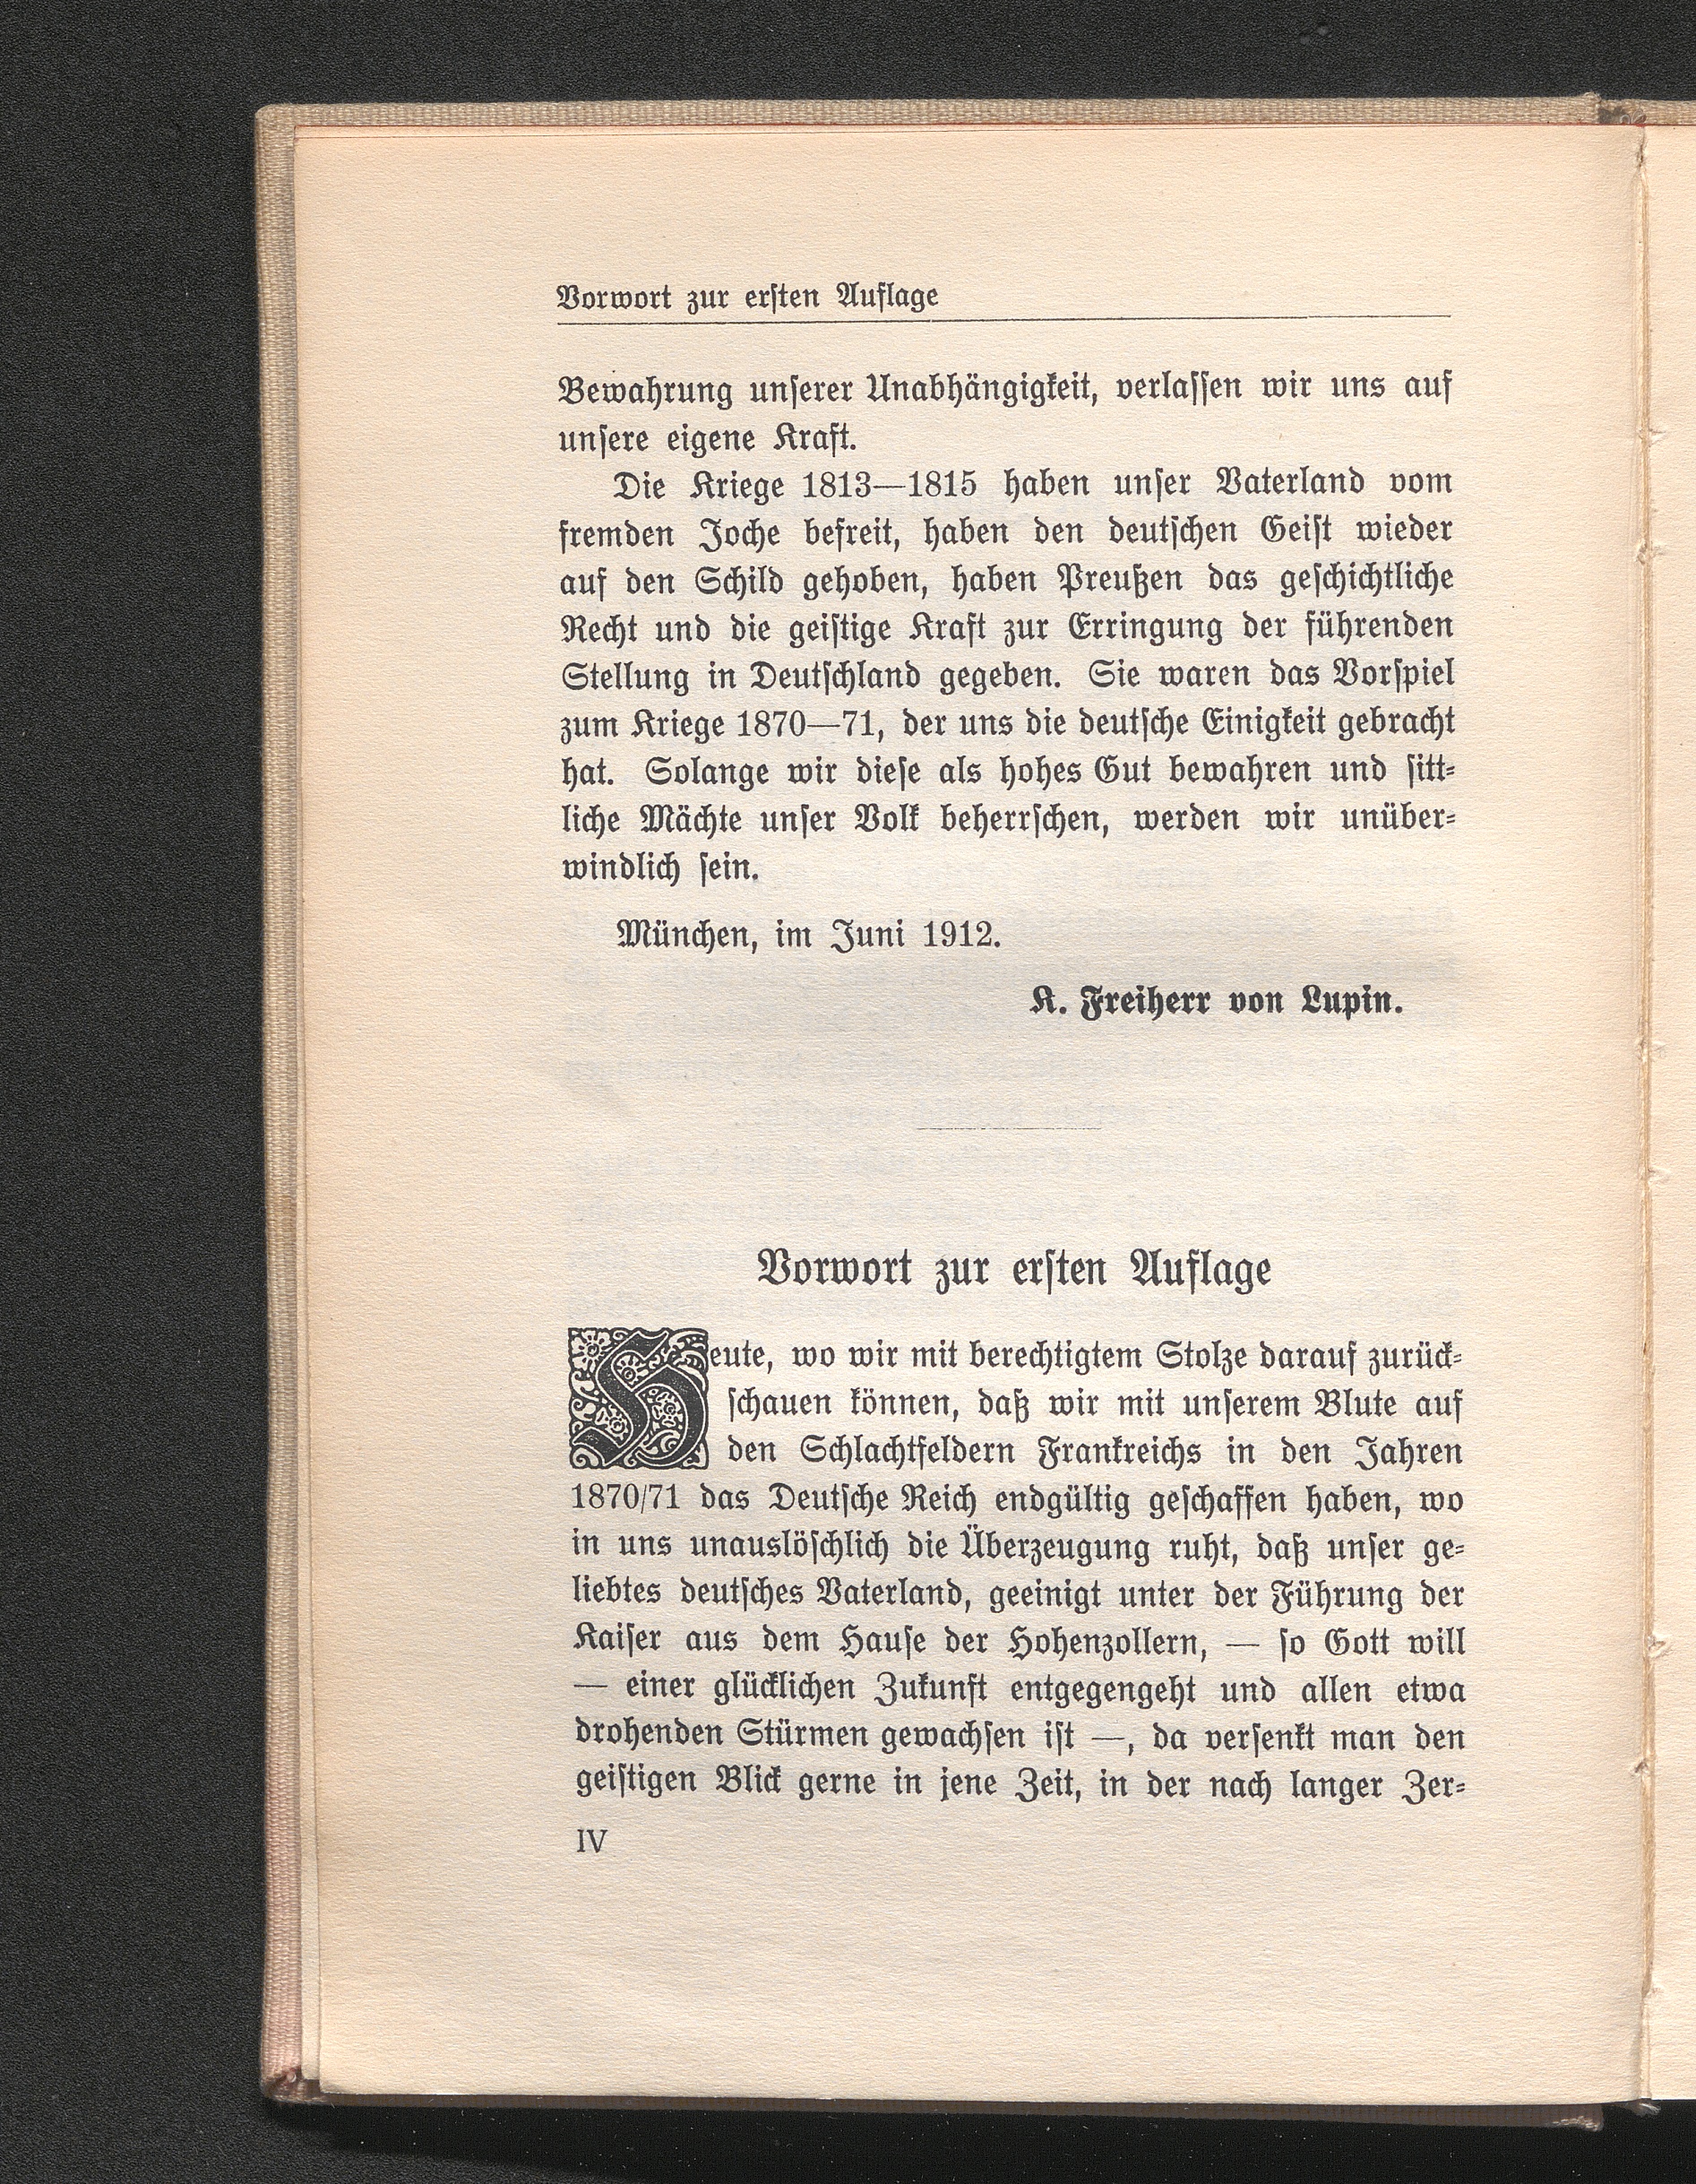 Vorwort zur ersten Auflage
Bewahrung unserer Unabhängigkeit, verlassen wir uns auf
unsere eigene Kraft.
Die Kriege 1813—1815 haben unser Vaterland vom
fremden Joche befreit, haben den deutschen Geist wieder
auf den Schild gehoben, haben Preußen das geschichtliche
Recht und die geistige Kraft zur Erringung der führenden
Stellung in Deutschland gegeben. Sie waren das Vorspiel
zum Kriege 1870—71, der uns die deutsche Einigkeit gebracht
hat. Solange wir diese als hohes Gut bewahren und sitt-
liche Mächte unser Volk beherrschen, werden wir unüber-
windlich sein.
München, im Juni 1912.
K. Freiherr von Lupin.
Vorwort zur ersten Auflage
Heute, wo wir mit berechtigtem Stolze darauf zurück-
schauen können, daß wir mit unserem Blute auf
den Schlachtfeldern Frankreichs in den Jahren
1870/71 das Deutsche Reich endgültig geschaffen haben, wo
in uns unauslöschlich die Überzeugung ruht, daß unser ge-
liebtes deutsches Vaterland, geeinigt unter der Führung der
Kaiser aus dem Hause der Hohenzollern, — so Gott will
— einer glücklichen Zukunft entgegengeht und allen etwa
drohenden Stürmen gewachsen ist —, da versenkt man den
geistigen Blick gerne in jene Zeit, in der nach langer Zer-
IV